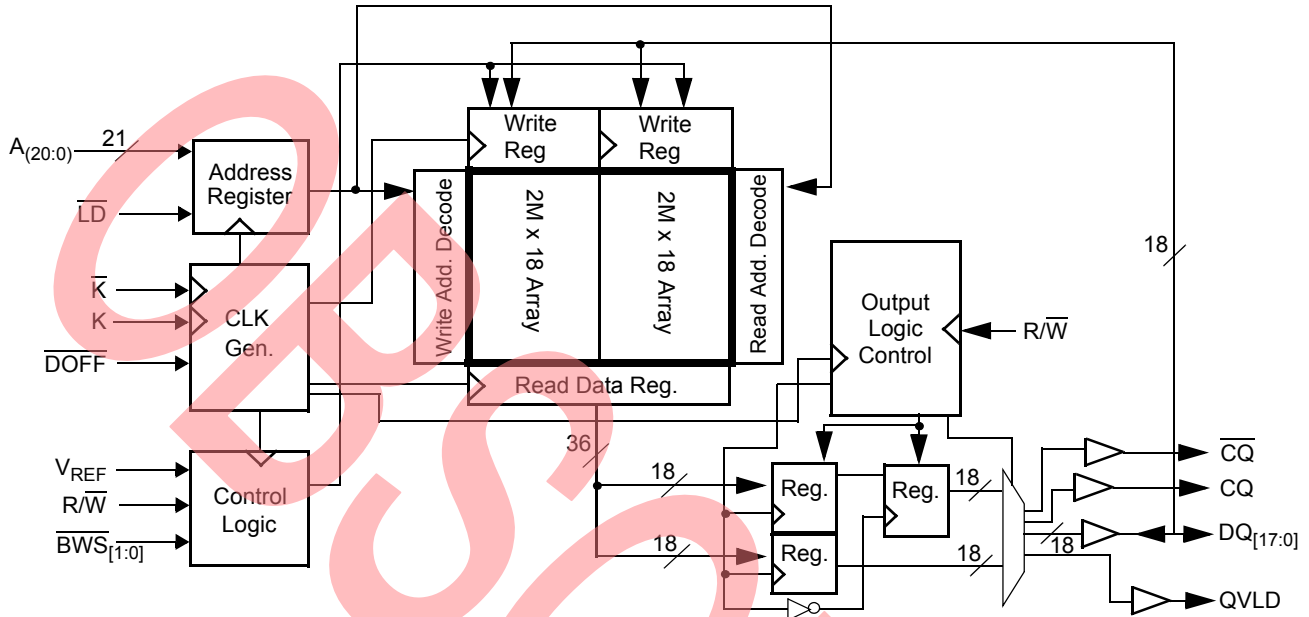 A(20:0)
21
LD
K
K
DOFF
VREF
R/W
BWS[1:0]
Address
Register
CLK
Gen.
Control
Logic
Write
Reg
Write
Reg
Write Add. Decode
2M x 18 Array
2M x 18 Array
Read Add. Decode
Read Data Reg.
36
18
18
Output
Logic
Control
R/W
18
Reg.
Reg.
Reg.
18
18
18
CQ
CQ
DQ[17:0]
QVLD
OBSO